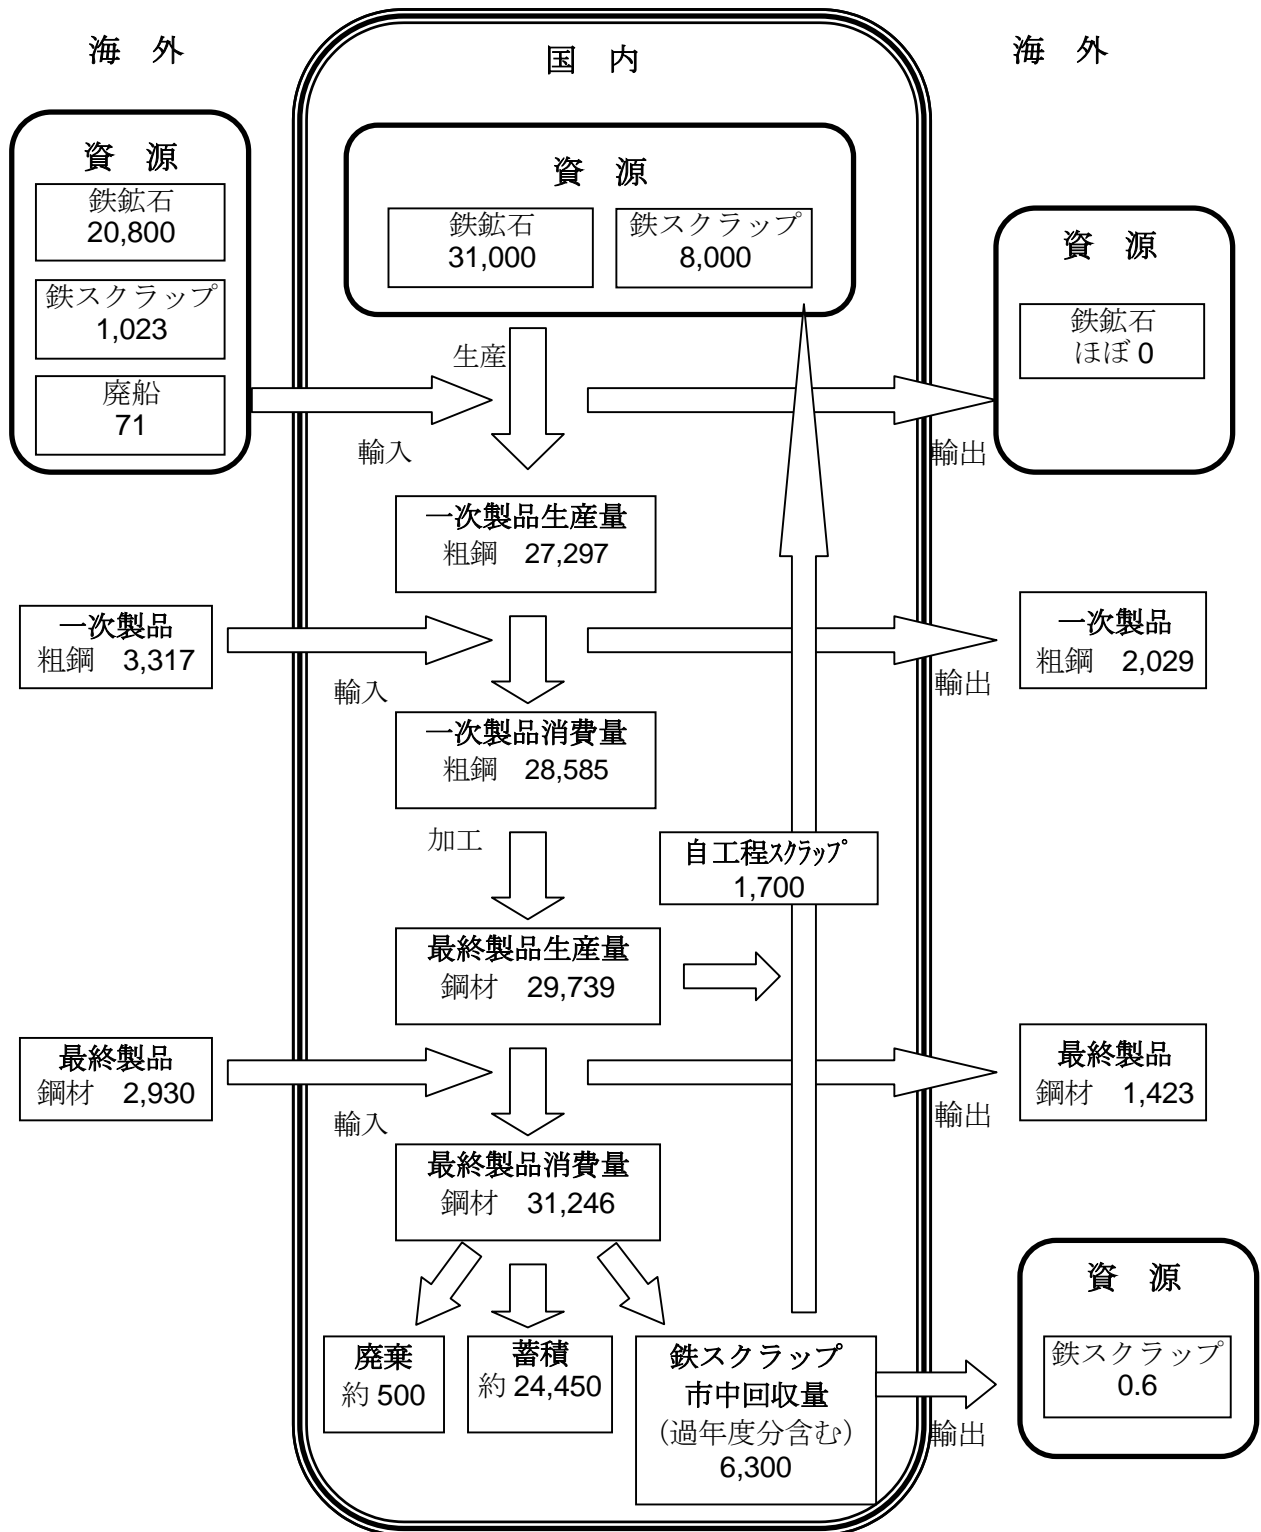 海 外
国 内
海 外
資 源
鉄鉱石
20,800
鉄スクラップ
1,023
廃船
71
資 源
鉄鉱石
31,000
鉄スクラップ
8,000
資 源
鉄鉱石
ほぼ 0
生産
輸入
輸出
一次製品生産量
粗鋼 27,297
一次製品
粗鋼 3,317
輸入
一次製品
粗鋼 2,029
輸出
一次製品消費量
粗鋼 28,585
加工
自工程ｽｸﾗｯﾌﾟ
1,700
最終製品生産量
鋼材 29,739
最終製品
鋼材 2,930
輸入
最終製品
鋼材 1,423
輸出
最終製品消費量
鋼材 31,246
廃棄
約 500
蓄積
約 24,450
鉄スクラップ
市中回収量
（過年度分含む）
6,300
輸出
資 源
鉄スクラップ
0.6